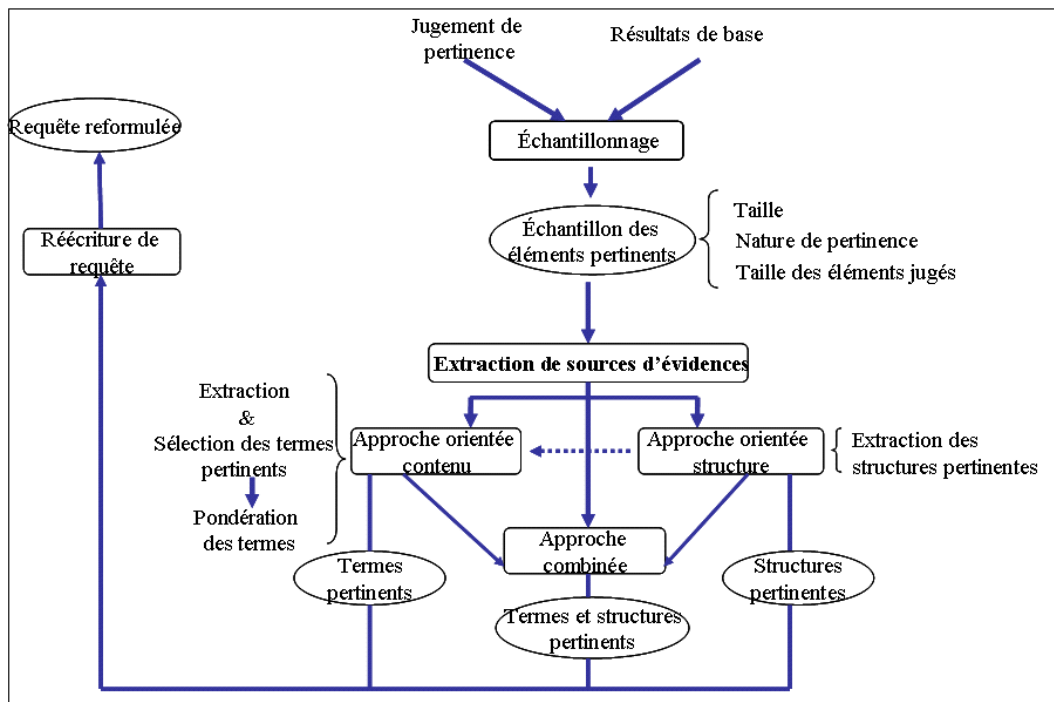 Jugement de
pertinence
Résultats de base
Requête reformulée
Échantillonnage
Échantillon des
éléments pertinents
Taille
Nature de pertinence
Taille des éléments jugés
Réécriture de
requête
Extraction de sources d'évidences
Extraction
&
Sélection des termes
pertinents
Pondération
des termes
Approche orientée
contenu
Approche orientée
structure
Extraction des
structures pertinentes
Approche
combinée
Termes
pertinents
Termes et structures
pertinents
Structures
pertinentes